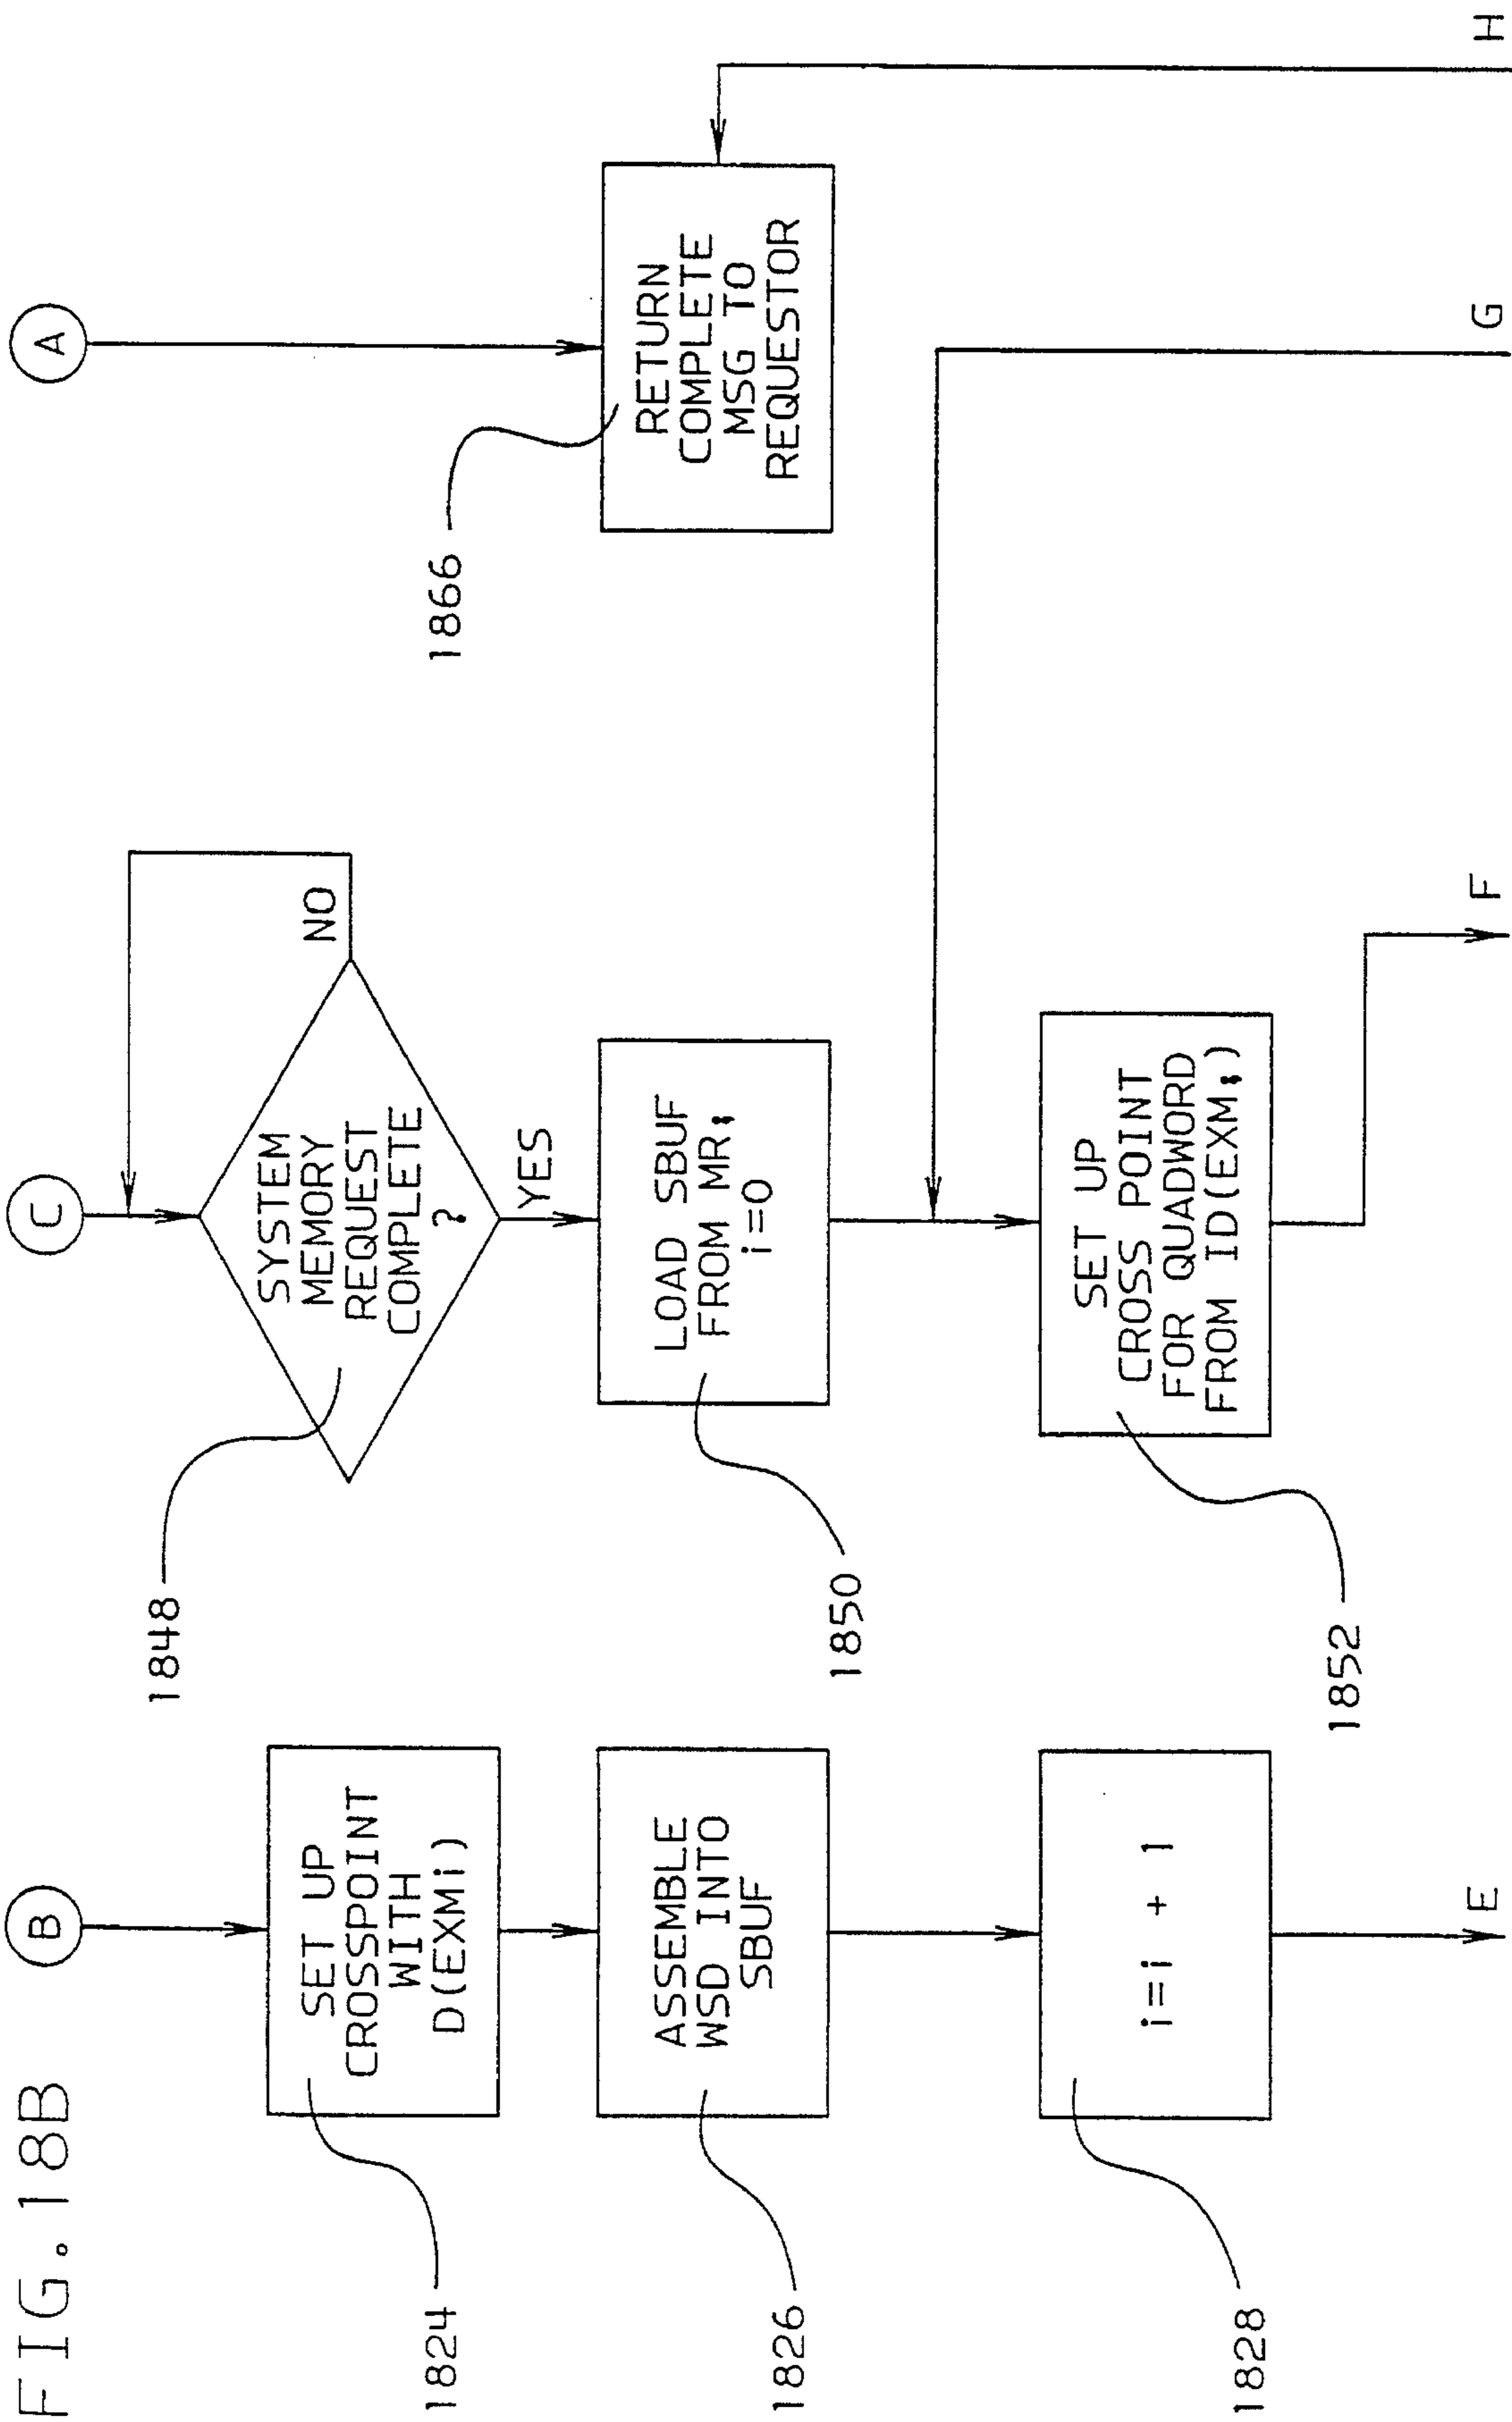 FIG.18B
B
1824
SET UP
CROSSPOINT
WITH
D(EXMi)
1826
ASSEMBLE
WSD INTO
SBUF
1828
i=i + 1
E
C
1848
SYSTEM
MEMORY
REQUEST
COMPLETE
?
NO
YES
1850
LOAD SBUF
FROM MR;
i=0
1852
SET UP
CROSS POINT
FOR QUADWORD
FROM ID(EXM;)
F
A
1866
RETURN
COMPLETE
MSG TO
REQUESTOR
G
H